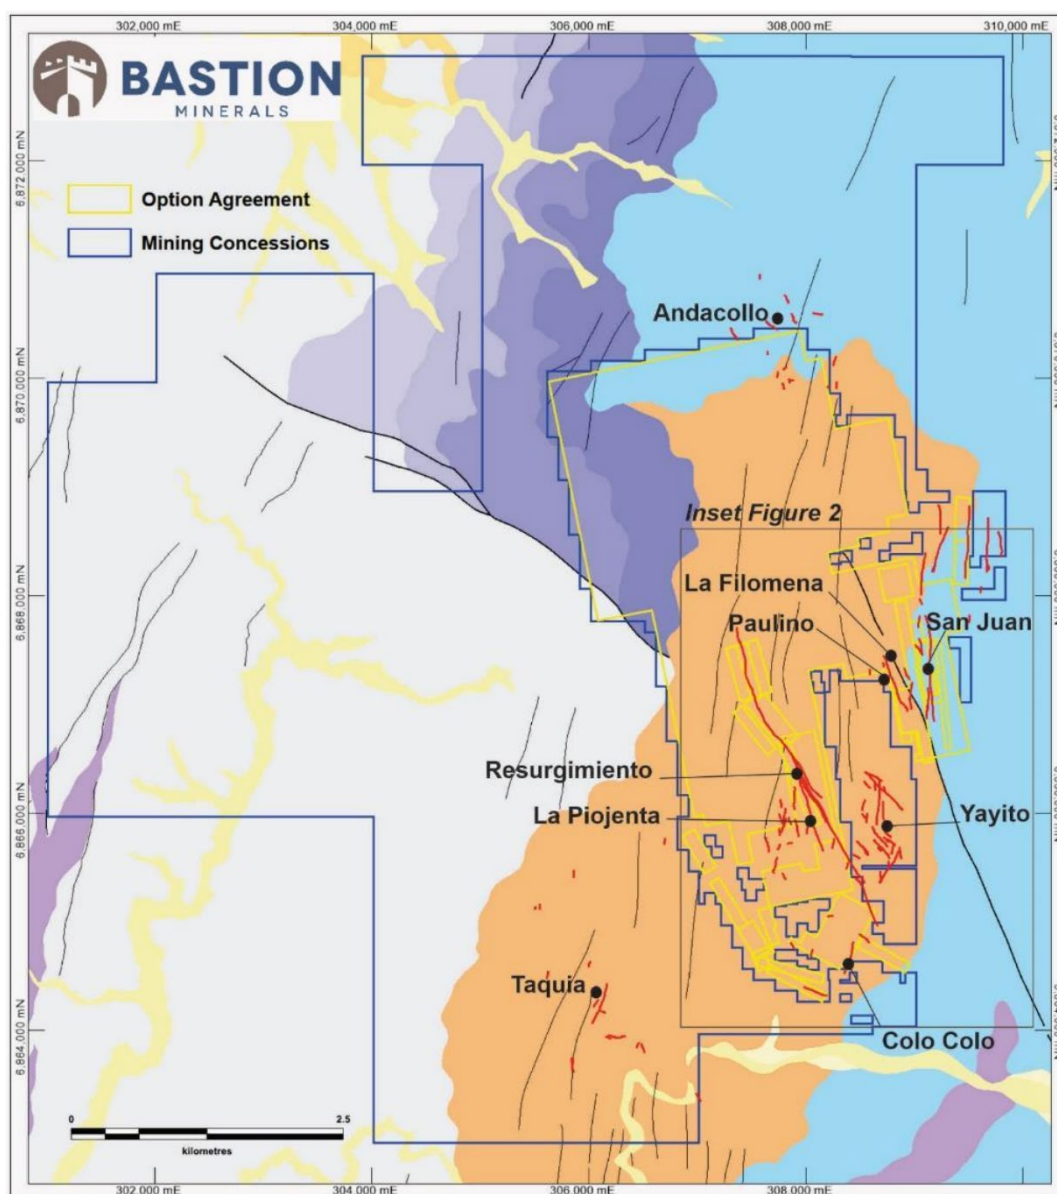 302,000 mE
304,000 mE
306,000 mE
308,000 mE
310,000 mE
BASTION
MINERALS
6,872,000 mN
Option Agreement
Mining Concessions
Andacollo
6,870,000 mN
Inset Figure 2
6,868,000 mN
La Filomena
Paulino
San Juan
Resurgimiento
La Piojenta
Yayito
6,866,000 mN
Taquia
6,864,000 mN
Colo Colo
0
2.5
kilometres
302,000 mE
304,000 mE
306,000 mE
308,000 mE
310,000 mE